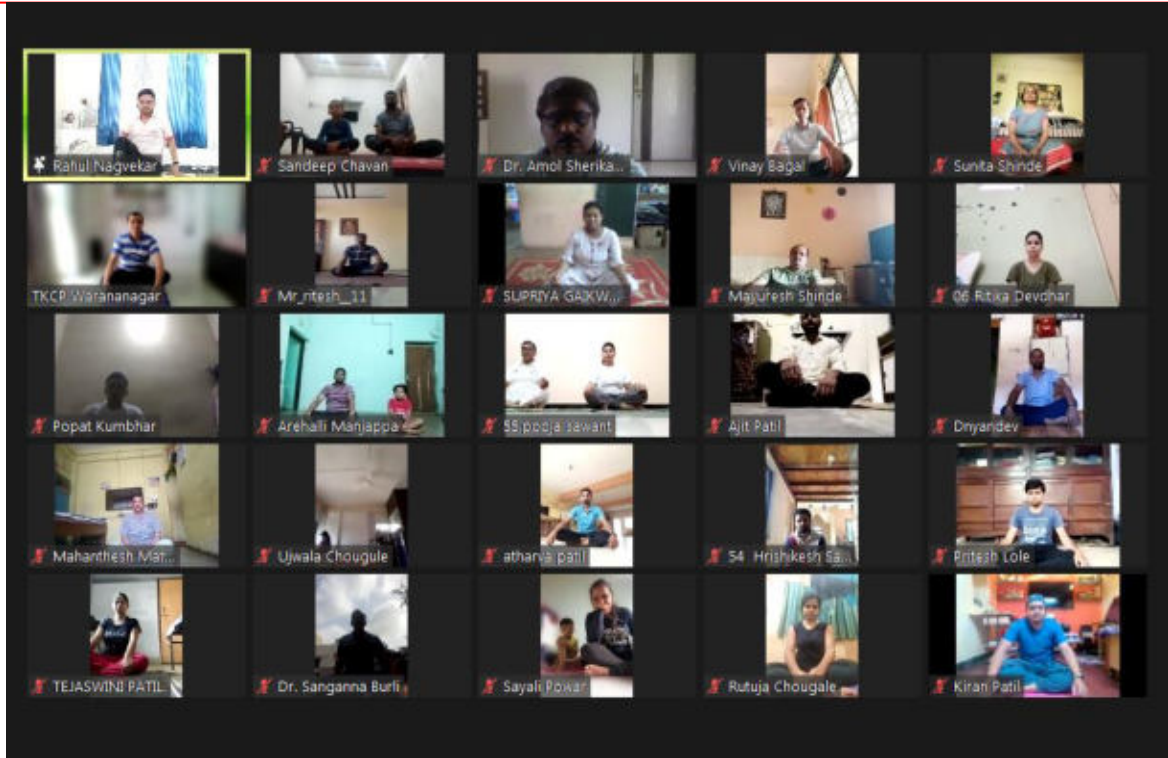 Rahul Nagvekar
Sandeep Chavan
Dr. Amol Sherika...
Vinay Bagal
Sunita Shinde
TKCP Warananagar
Mr_ritesh__11
SUPRIYA GAIKW...
Mayuresh Shinde
06 Ritika Devdhar
Popat Kumbhar
Arehalli Manjappa
55 pooja sawant
Ajit Patil
Dnyandev
Mahanthesh Mat...
Ujwala Chougule
atharva patil
54 Hrishikesh Sa...
Pritesh Lole
TEJASWINI PATIL
Dr. Sanganna Burli
Sayali Powar
Rutuja Chougale
Kiran Patil